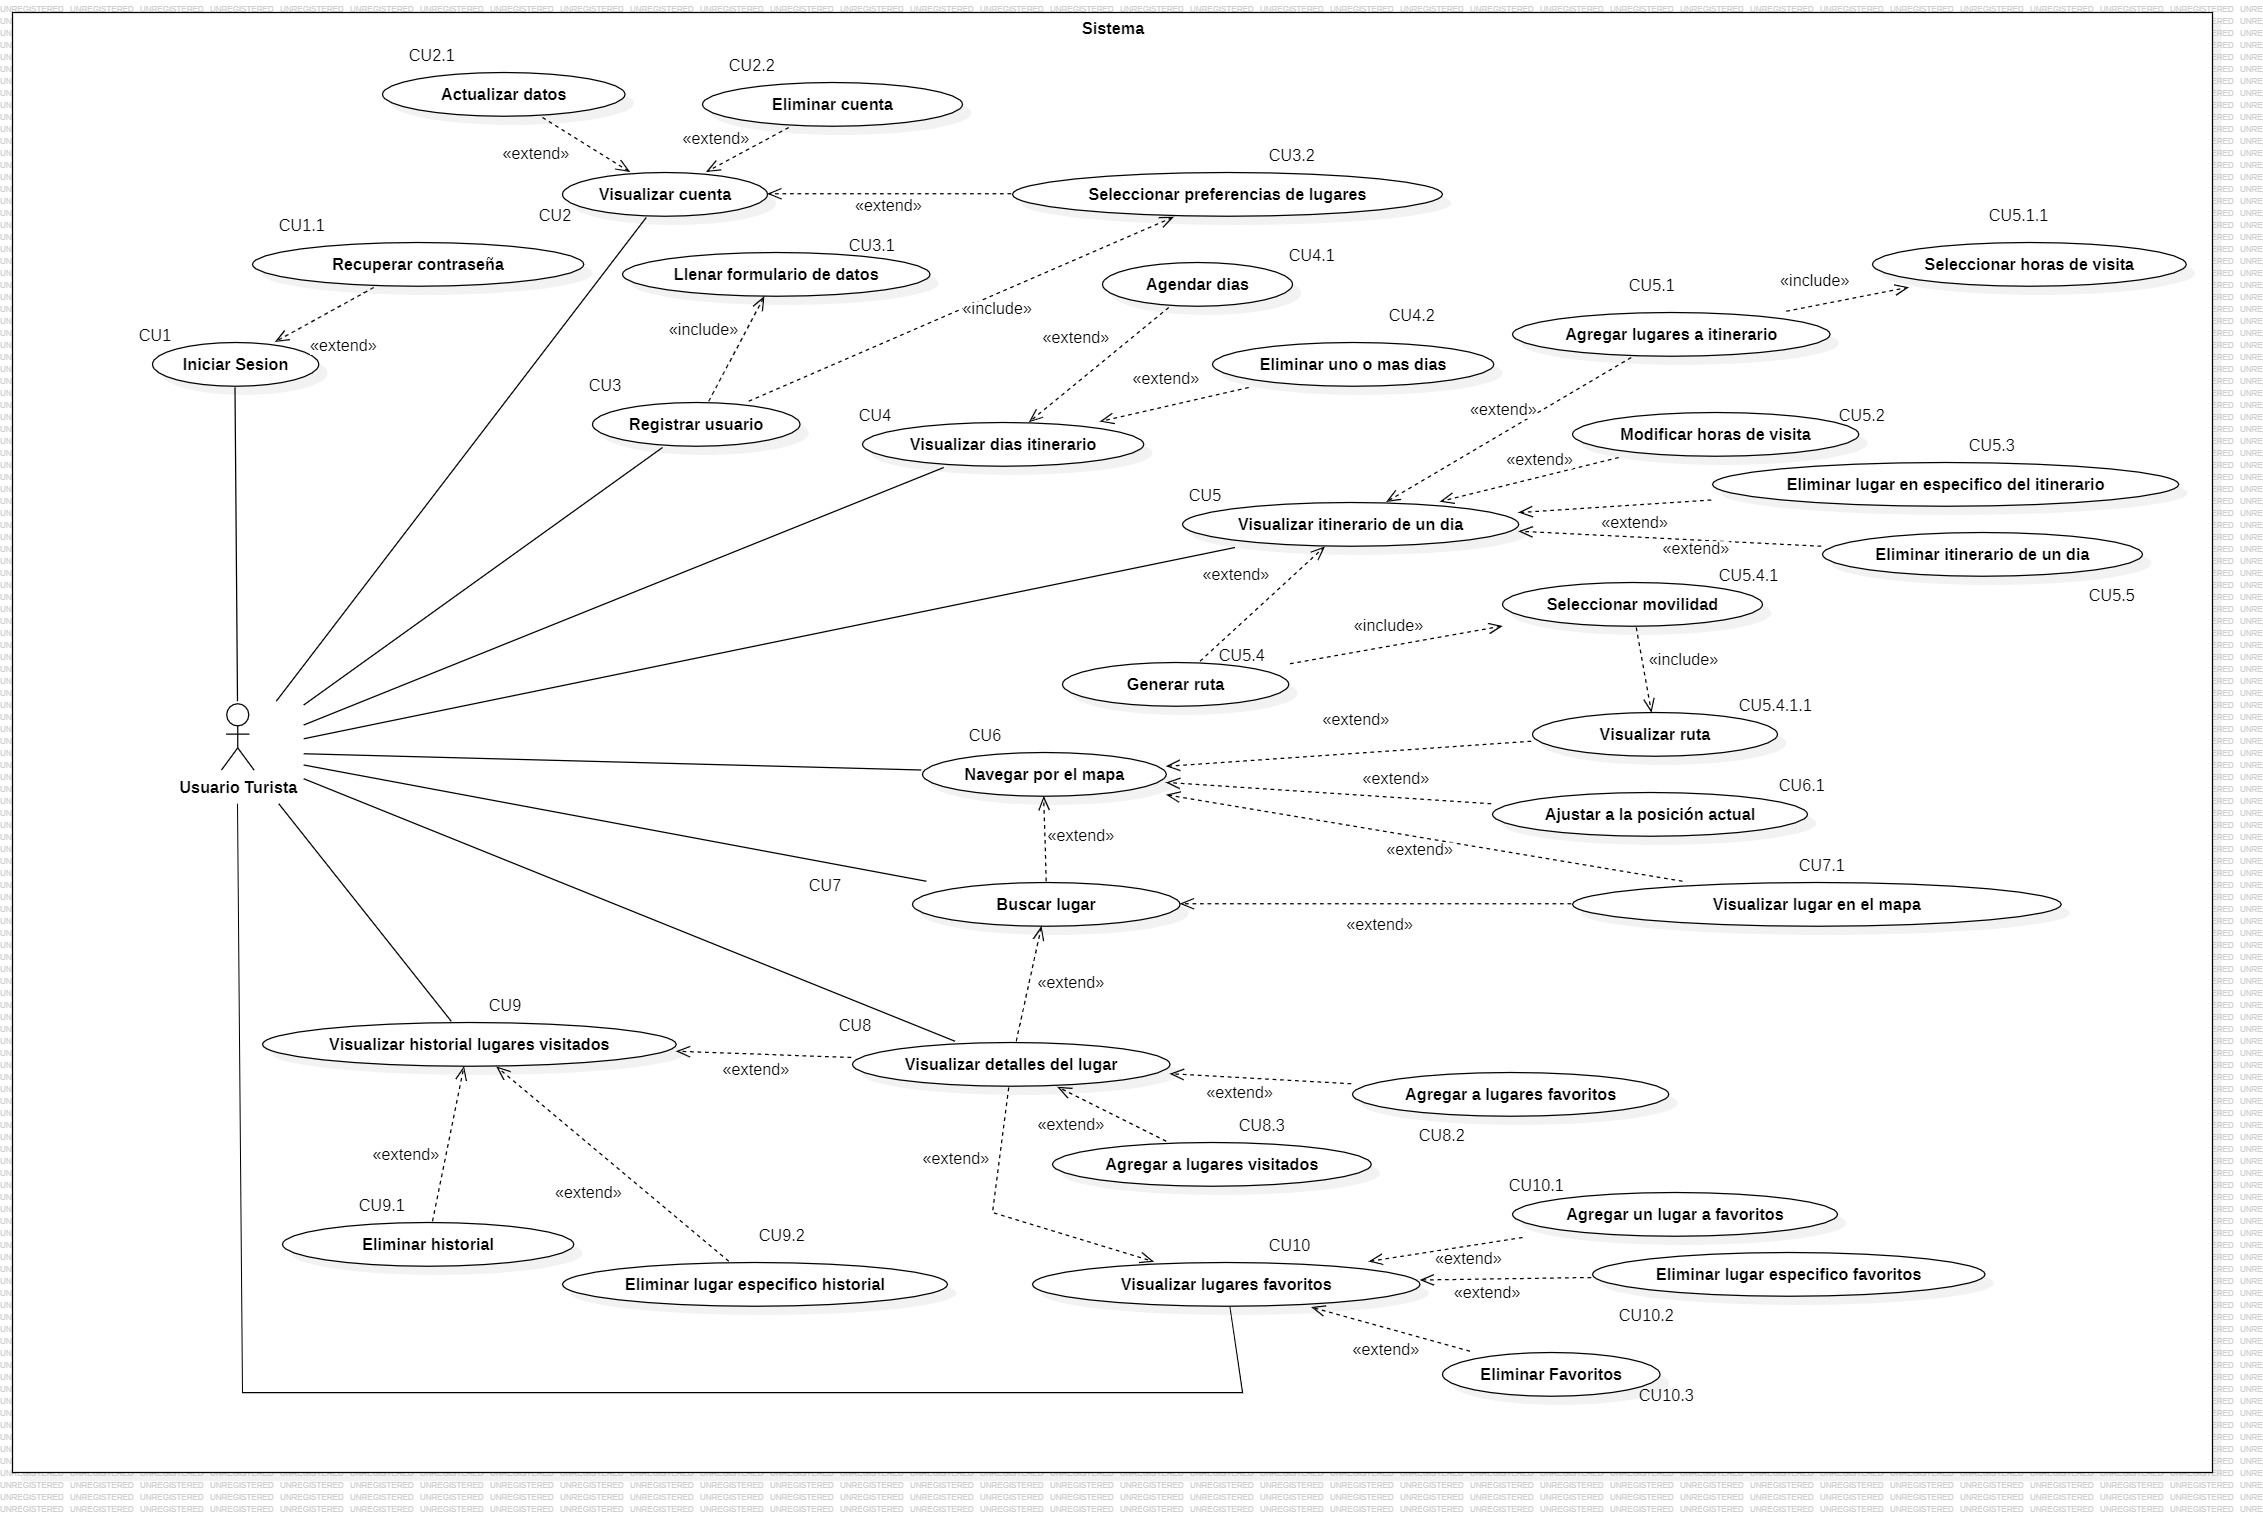 Sistema
CU2.1
Actualizar datos
CU2.2
Eliminar cuenta
«extend»
«extend»
CU3.2
Visualizar cuenta
CU2
«extend»
Seleccionar preferencias de lugares
CU1.1
Recuperar contraseña
CU3.1
Llenar formulario de datos
CU4.1
Agendar dias
CU5.1.1
Seleccionar horas de visita
«include»
CU5.1
Agregar lugares a itinerario
«include»
«include»
«extend»
CU4.2
Eliminar uno o mas dias
«extend»
CU1
Iniciar Sesion
«extend»
CU3
Registrar usuario
CU4
Visualizar dias itinerario
«extend»
Modificar horas de visita
CU5.2
«extend»
CU5.3
Eliminar lugar en especifico del itinerario
CU5
Visualizar itinerario de un dia
«extend»
«extend»
Eliminar itinerario de un dia
CU5.5
«extend»
CU5.4.1
Seleccionar movilidad
«include»
CU5.4
Generar ruta
«include»
CU5.4.1.1
Visualizar ruta
«extend»
CU6
Navegar por el mapa
Usuario Turista
«extend»
CU6.1
Ajustar a la posición actual
«extend»
«extend»
CU7.1
Visualizar lugar en el mapa
CU7
Buscar lugar
«extend»
«extend»
CU9
Visualizar historial lugares visitados
CU8
Visualizar detalles del lugar
«extend»
«extend»
Agregar a lugares favoritos
CU8.2
«extend»
CU8.3
Agregar a lugares visitados
«extend»
«extend»
«extend»
CU9.1
Eliminar historial
CU9.2
Eliminar lugar especifico historial
CU10
Visualizar lugares favoritos
CU10.1
Agregar un lugar a favoritos
«extend»
Eliminar lugar especifico favoritos
«extend»
CU10.2
«extend»
Eliminar Favoritos
CU10.3
UNREGISTERED